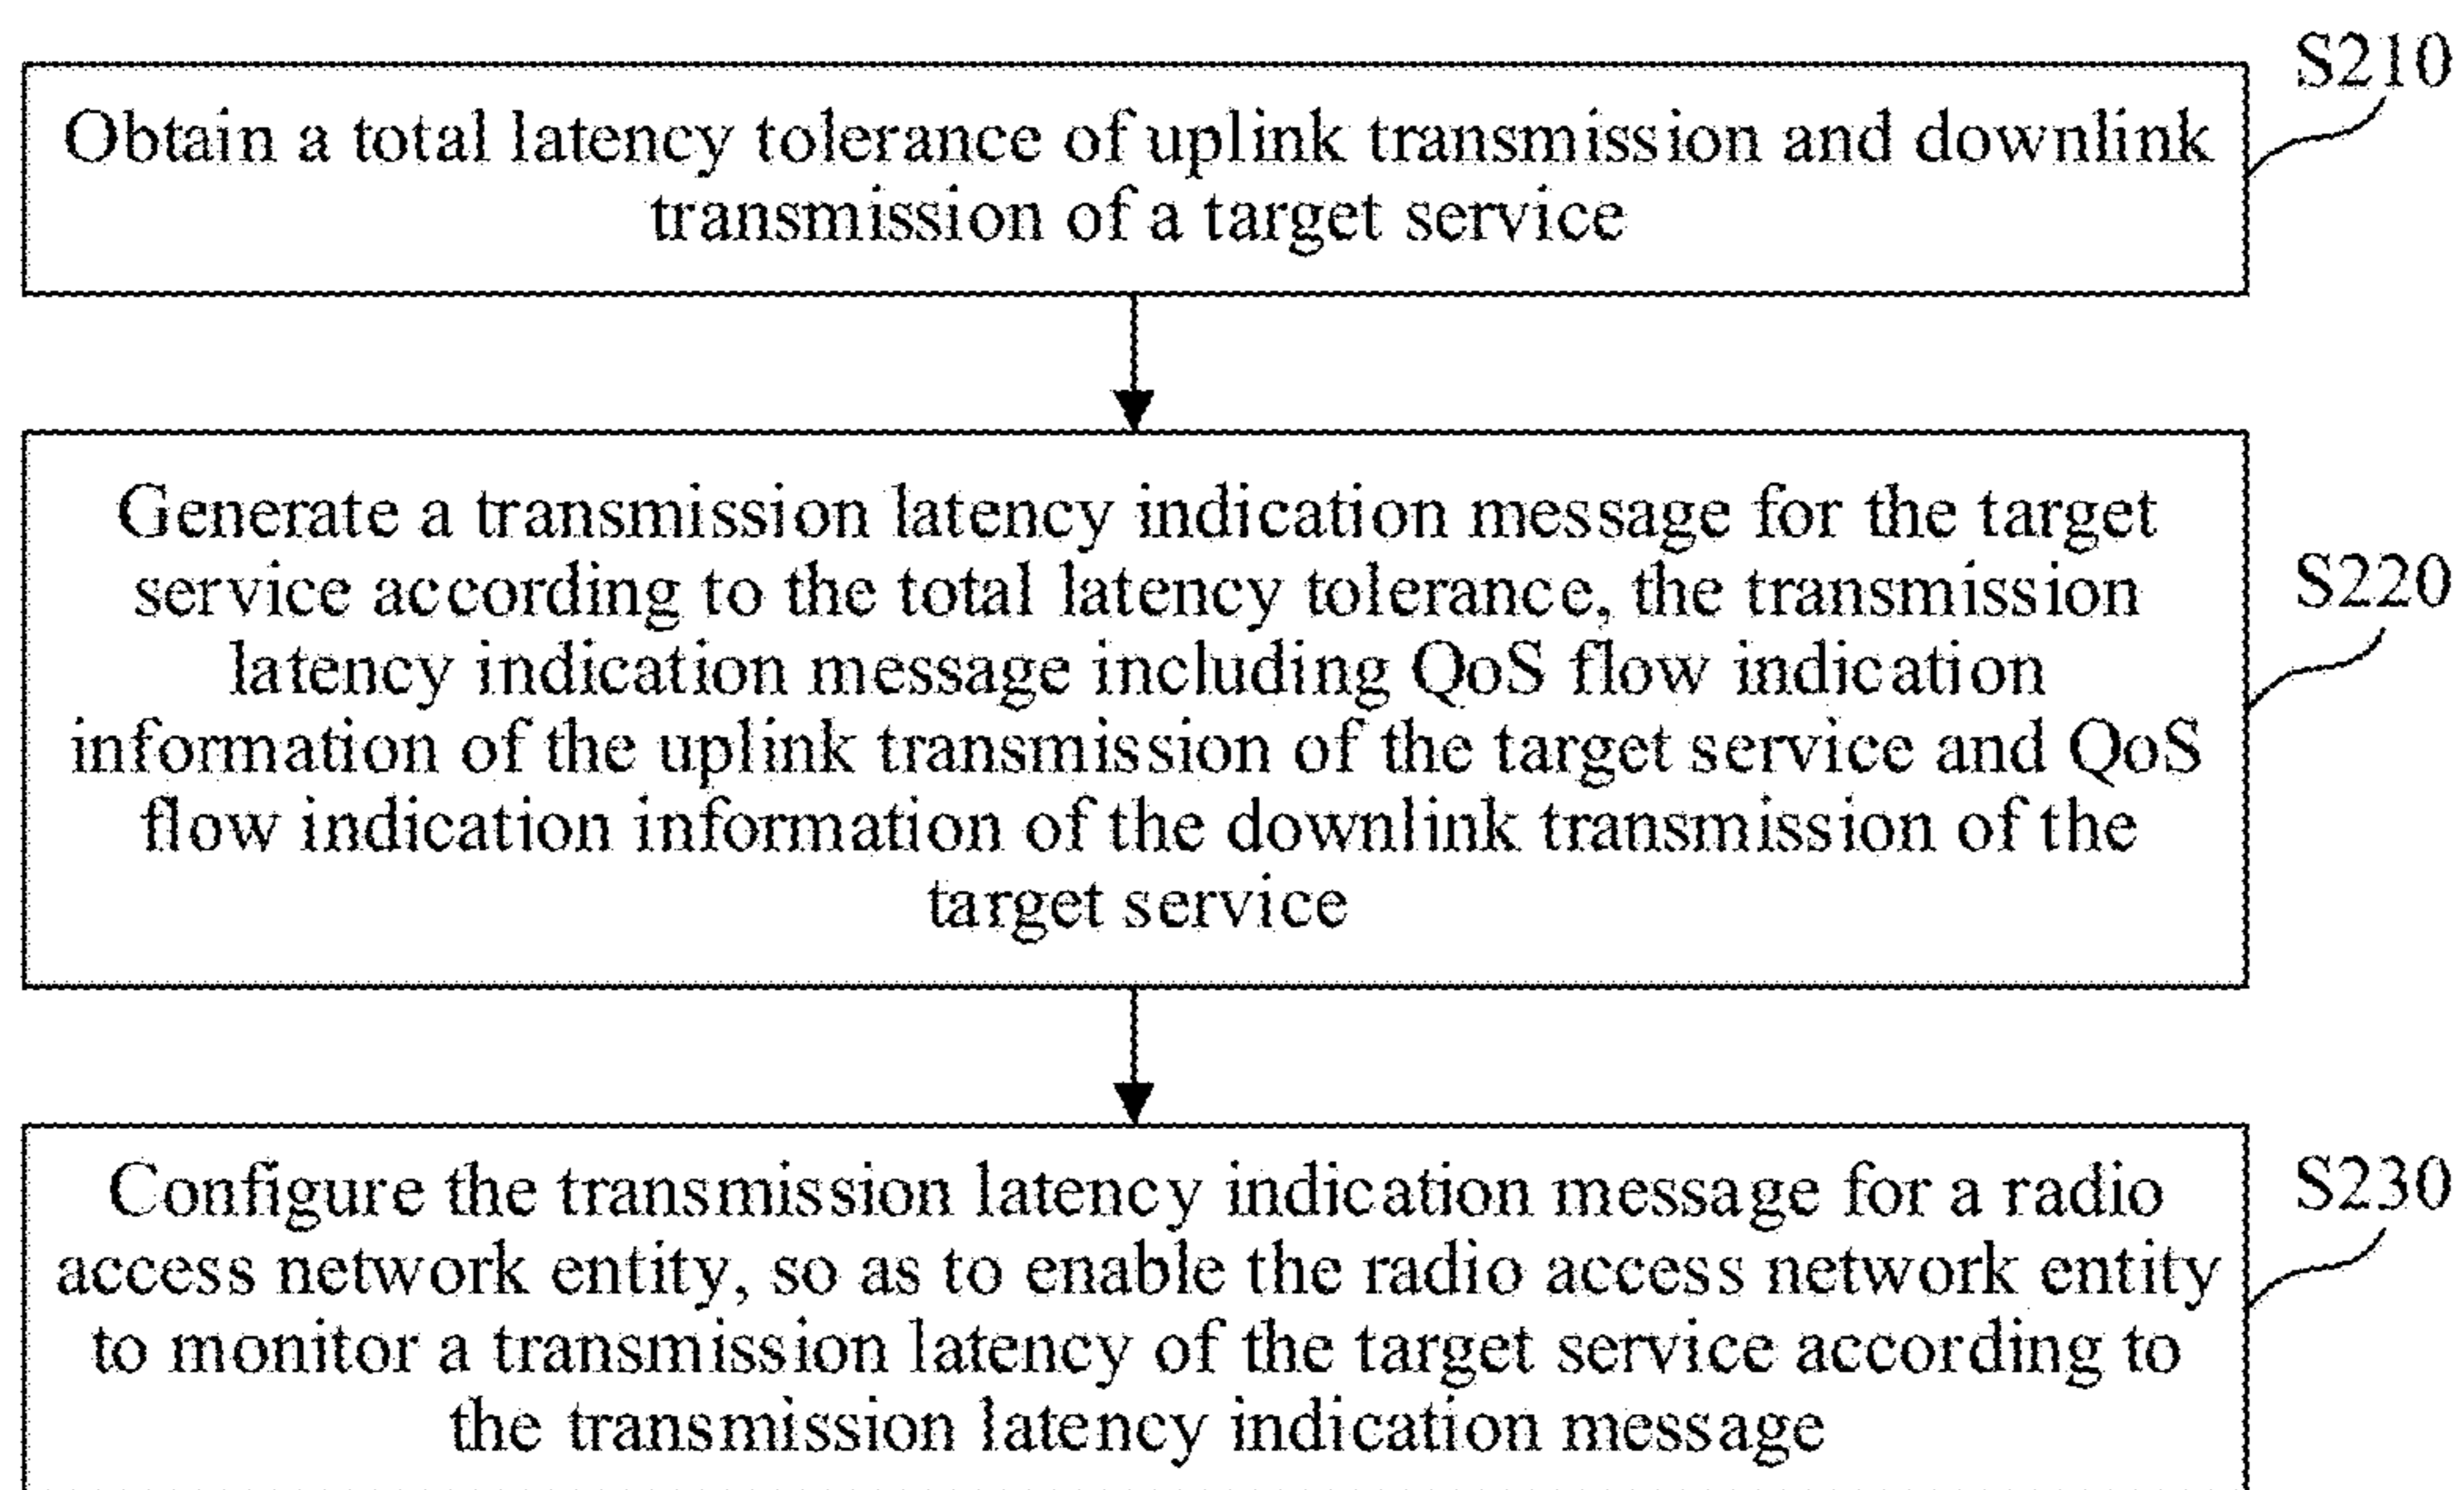 S210
Obtain a total latency tolerance of uplink transmission and downlink
transmission of a target service
Generate a transmission latency indication message for the target
service according to the total latency tolerance, the transmission
S220
latency indication message including QoS flow indication
information of the uplink transmission of the target service and QoS
flow indication information of the downlink transmission of the
target service
S230
Configure the transmission latency indication message for a radio
access network entity, so as to enable the radio access network entity
to monitor a transmission latency of the target service according to
the transmission latency indication message